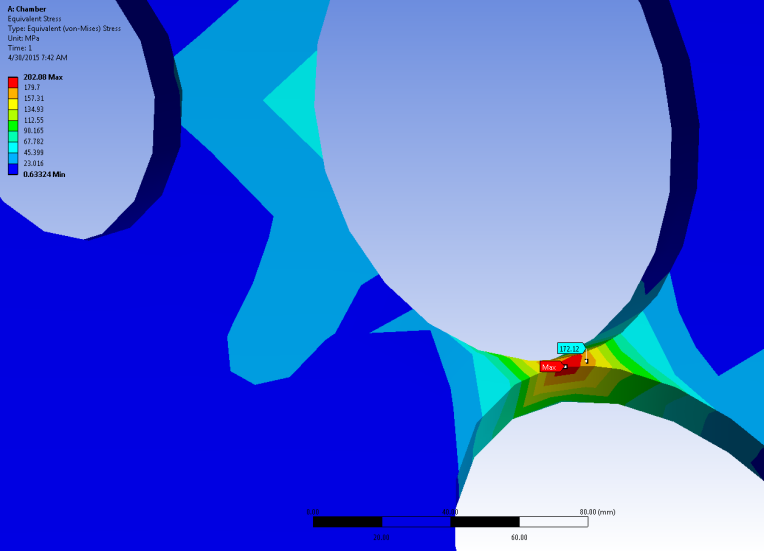 A: Chamber
Equivalent Stress
Type: Equivalent (von-Mises) Stress
Unit: MPa
Time: 1
4/30/2015 7:42 AM
202.08 Max
179.7
157.31
134.93
112.55
90.165
67.782
45.399
23.016
0.63324 Min
172.12
Max
80.00 (mm)
60.00